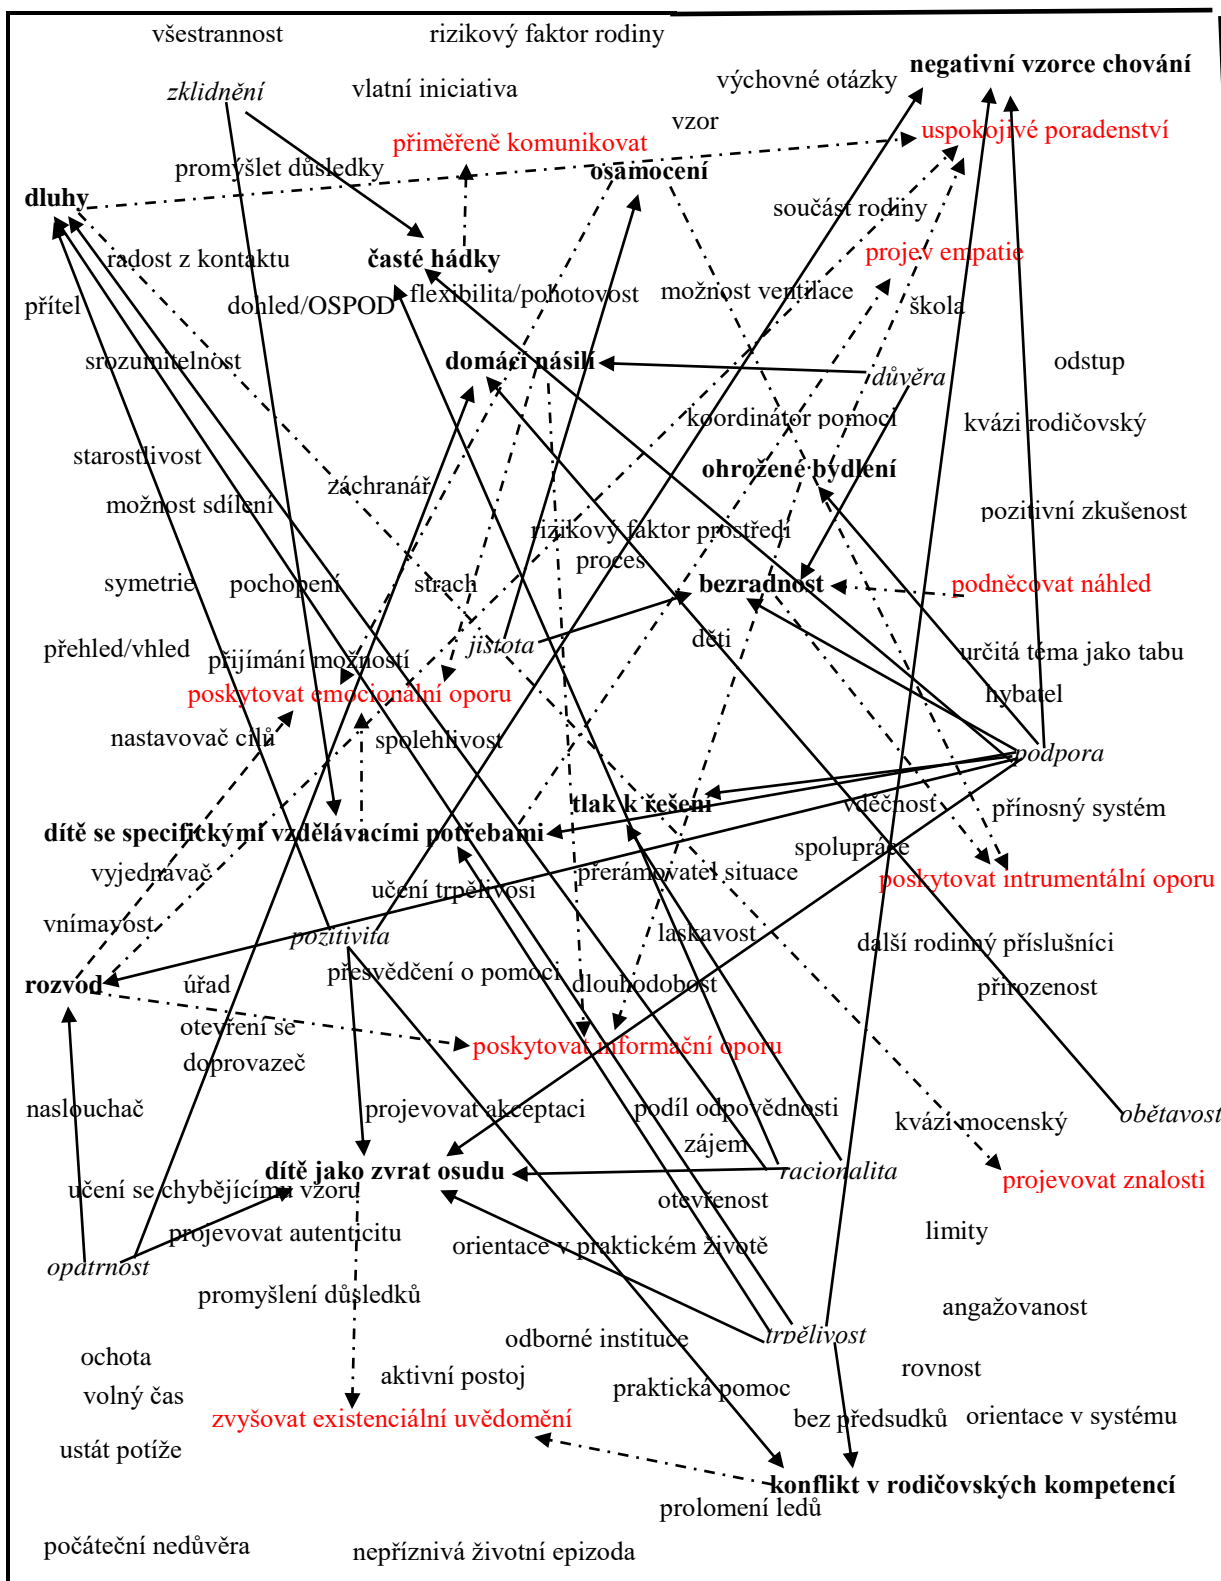 všestrannost
rizikový faktor rodiny
negativní vzorce chování
výchovné otázky
zklidnění
vlatní iniciativa
vzor
uspokojivé poradenství
přiměřeně komunikovat
promýšlet důsledky
osamocení
dluhy
součást rodiny
radost z kontaktu
časté hádky
projev empatie
přítel
dohled/OSPOD
flexibilita/pohotovost
možnost ventilace
škola
srozumitelnost
domácí násilí
důvěra
odstup
koordinátor pomoci
kvázi rodičovský
starostlivost
záchranář
ohrožené bydlení
možnost sdílení
rizikový faktor prostředí
pozitivní zkušenost
proces
symetrie
pochopení
strach
bezradnost
podněcovat náhled
přehled/vhled
přijímání možností
jistota
děti
určitá téma jako tabu
poskytovat emocionální oporu
hybatel
nastavovač cílů
spolehlivost
podpora
tlak k řešení
vděčnost
přínosný systém
dítě se specifickými vzdělávacími potřebami
spolupráce
vyjednávač
učení trpělivosi
přerámovatel situace
poskytovat intrumentální oporu
vnímavost
pozitivita
laskavost
další rodinný příslušníci
rozvod
úřad
přesvědčení o pomoci
dlouhodobost
přirozenost
otevření se
poskytovat informační oporu
doprovazeč
naslouchač
projevovat akceptaci
podíl odpovědnosti
kvázi mocenský
obětavost
zájem
dítě jako zvrat osudu
racionalita
projevovat znalosti
učení se chybějícímu vzoru
otevřenost
projevovat autenticitu
orientace v praktickém životě
limity
opatrnost
promyšlení důsledků
angažovanost
odborné instituce
trpělivost
ochota
aktivní postoj
praktická pomoc
rovnost
volný čas
zvyšovat existenciální uvědomění
bez předsudků
orientace v systému
ustát potíže
konflikt v rodičovských kompetencí
prolomení ledů
počáteční nedůvěra
nepříznivá životní epizoda